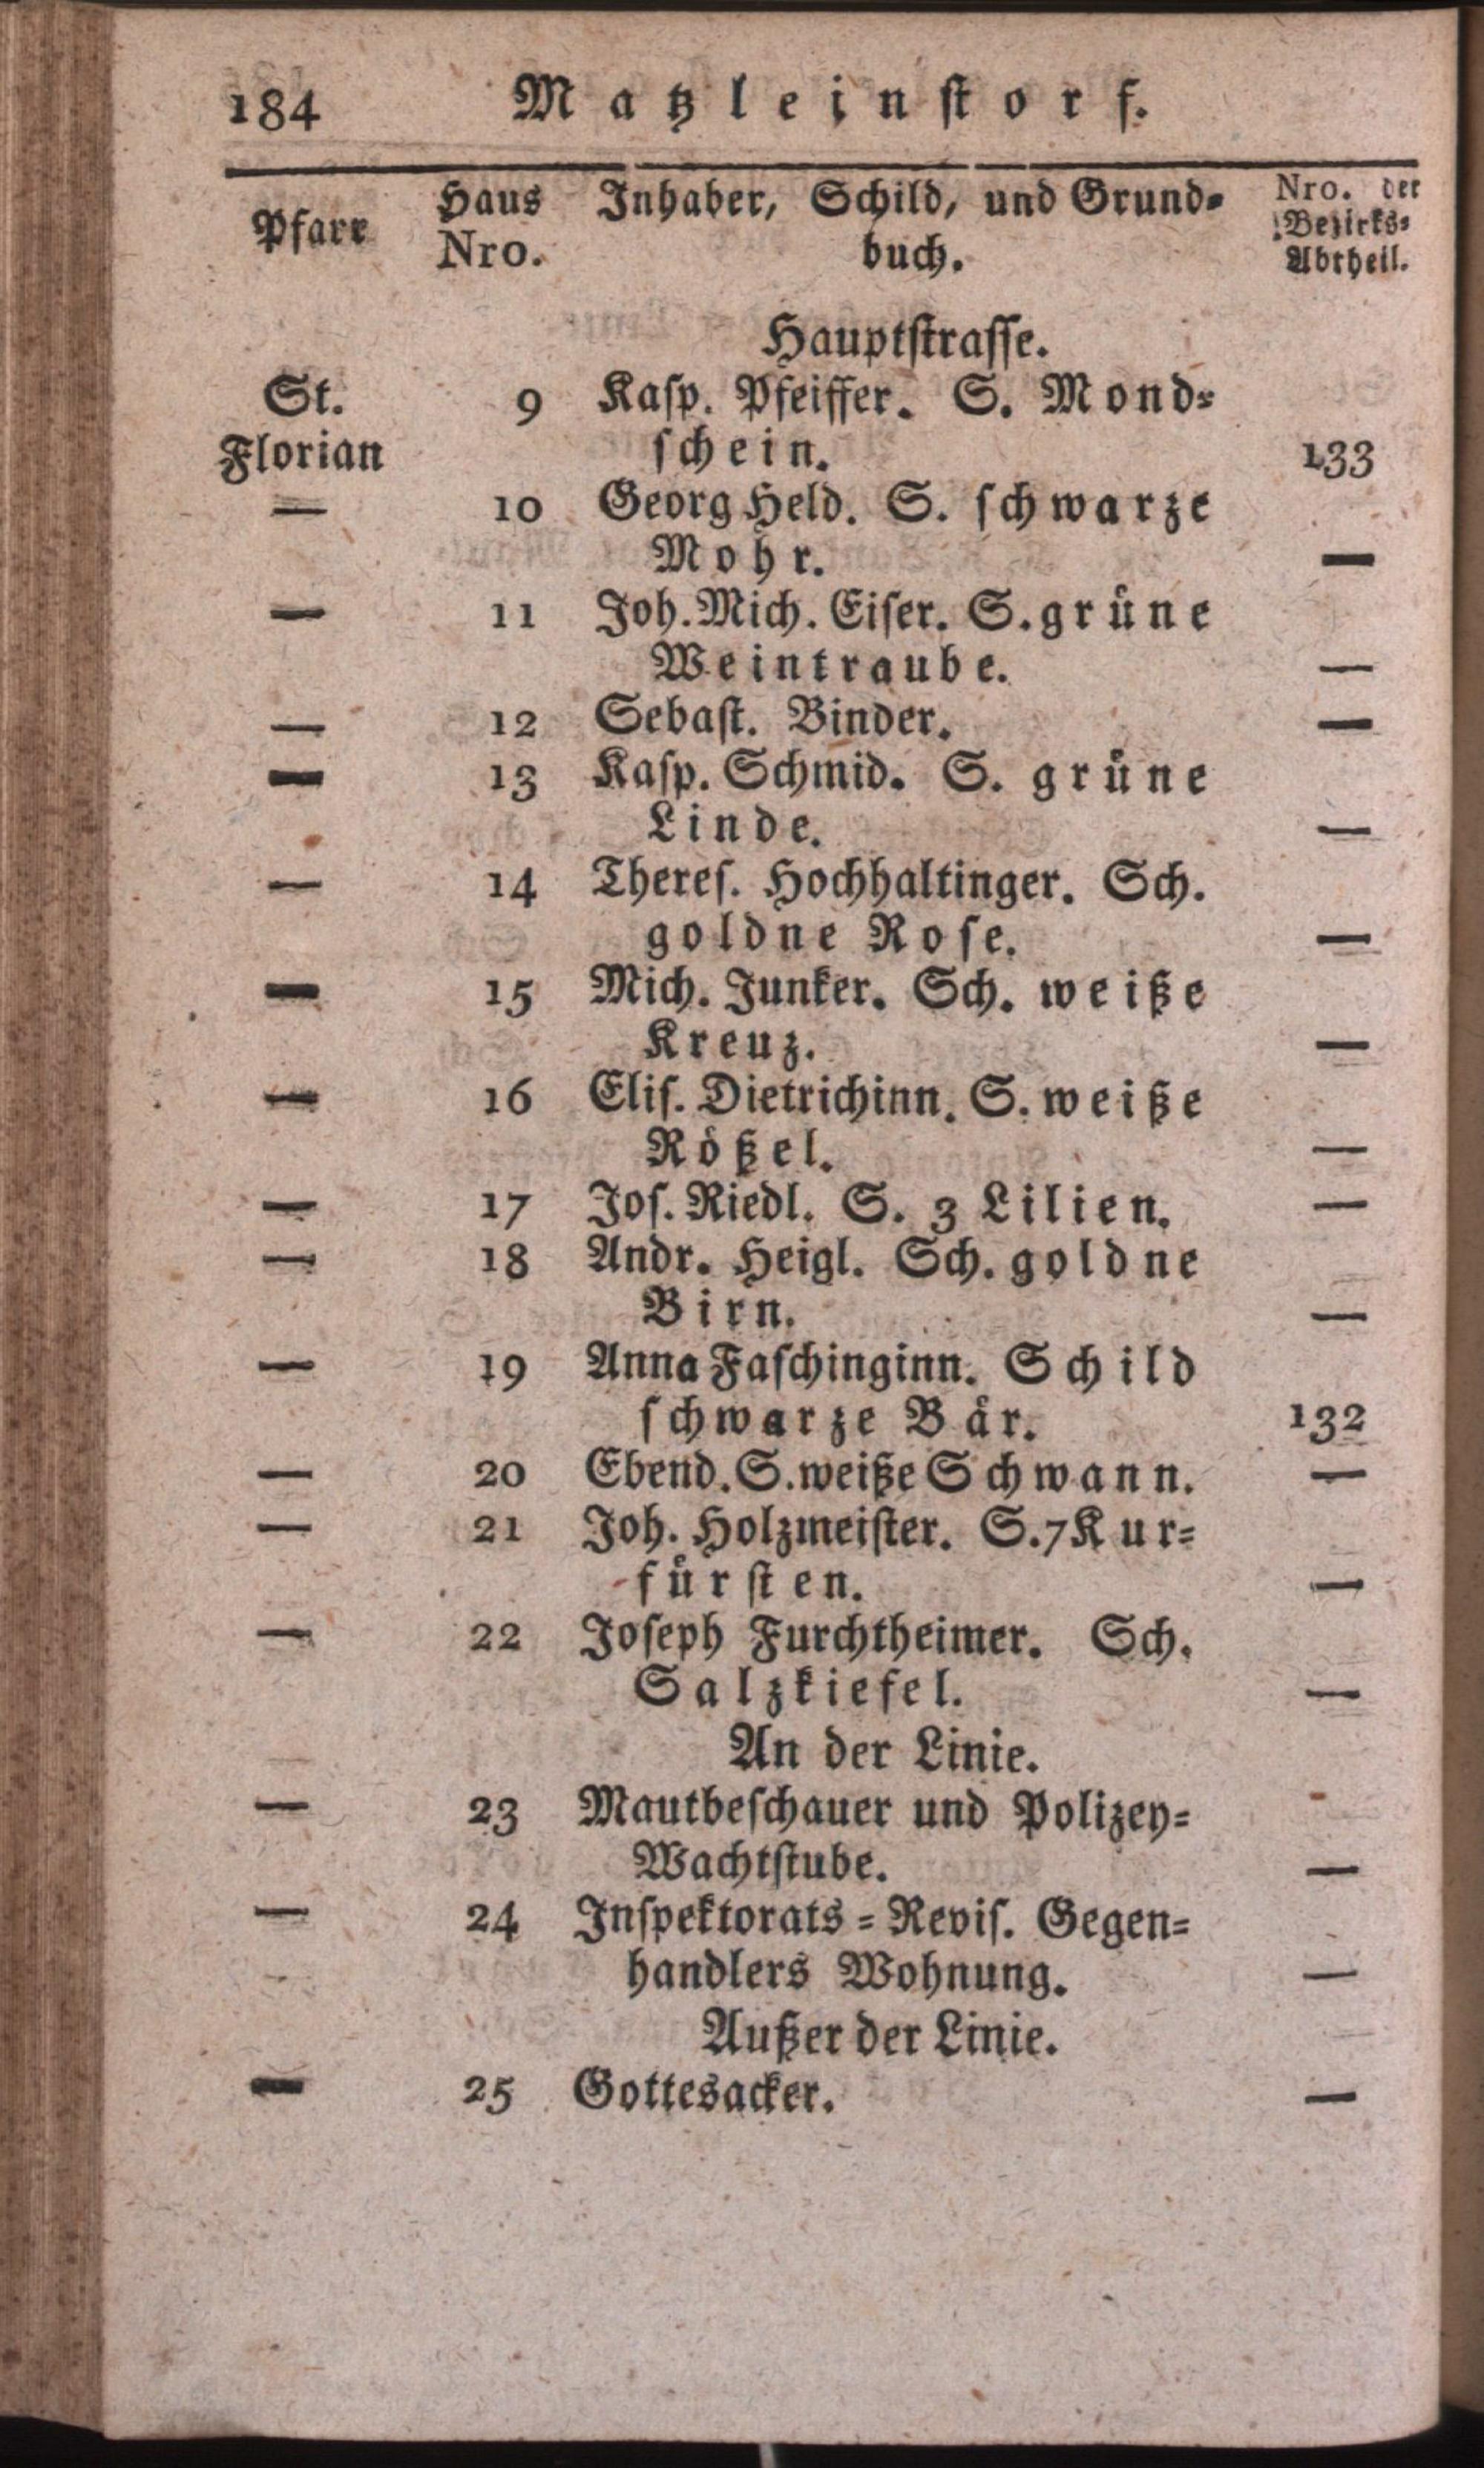 184 Matzleinstorf.
Pfarr Haus Nro. Inhaber, Schild, und Grund= Nro. der
buch. Bezirks=
Abtheil.
Hauptstrasse.
St. 9 Kasp. Pfeiffer. S. Mond=
Florian schein. 133
— 10 Georg Held. S. schwarze
Mohr. —
— 11 Joh. Mich. Eiser. S. grüne
Weintraube. —
— 12 Sebast. Binder. —
— 13 Kasp. Schmid. S. grüne
Linde. —
— 14 Theres. Hochhaltinger. Sch.
goldne Rose. —
— 15 Mich. Junker. Sch. weiße
Kreuz. —
— 16 Elis. Dietrichinn. S. weiße
Rößel. —
— 17 Jos. Riedl. S. 3 Lilien. —
— 18 Andr. Heigl. Sch. goldne
Birn. —
— 19 Anna Faschinginn. Schild
schwarze Bär. 132
— 20 Ebend. S. weiße Schwann. —
— 21 Joh. Holzmeister. S. 7 Kur=
fürsten. —
— 22 Joseph Furchtheimer. Sch.
Salzkiefel. —
An der Linie.
— 23 Mautbeschauer und Polizey=
Wachtstube. —
— 24 Inspektorats = Revis. Gegen=
handlers Wohnung. —
Außer der Linie.
— 25 Gottesacker. —